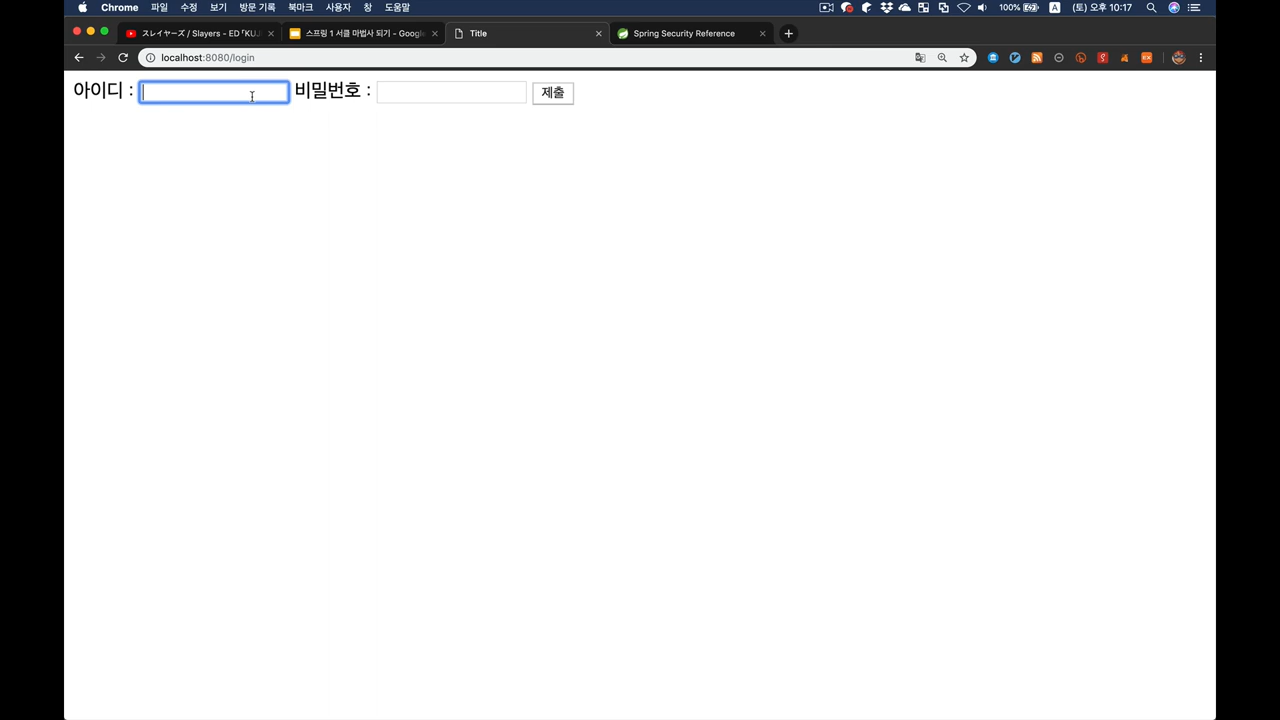 Chrome 파일 수정 보기 방문 기록 북마크 사용자 창 도움말 100% A (토) 오후 10:17
スレイヤーズ / Slayers - ED「KUJ 스프링 1 서클 마법사 되기 - Google Title Spring Security Reference
localhost:8080/login
아이디 : 비밀번호 : 제출